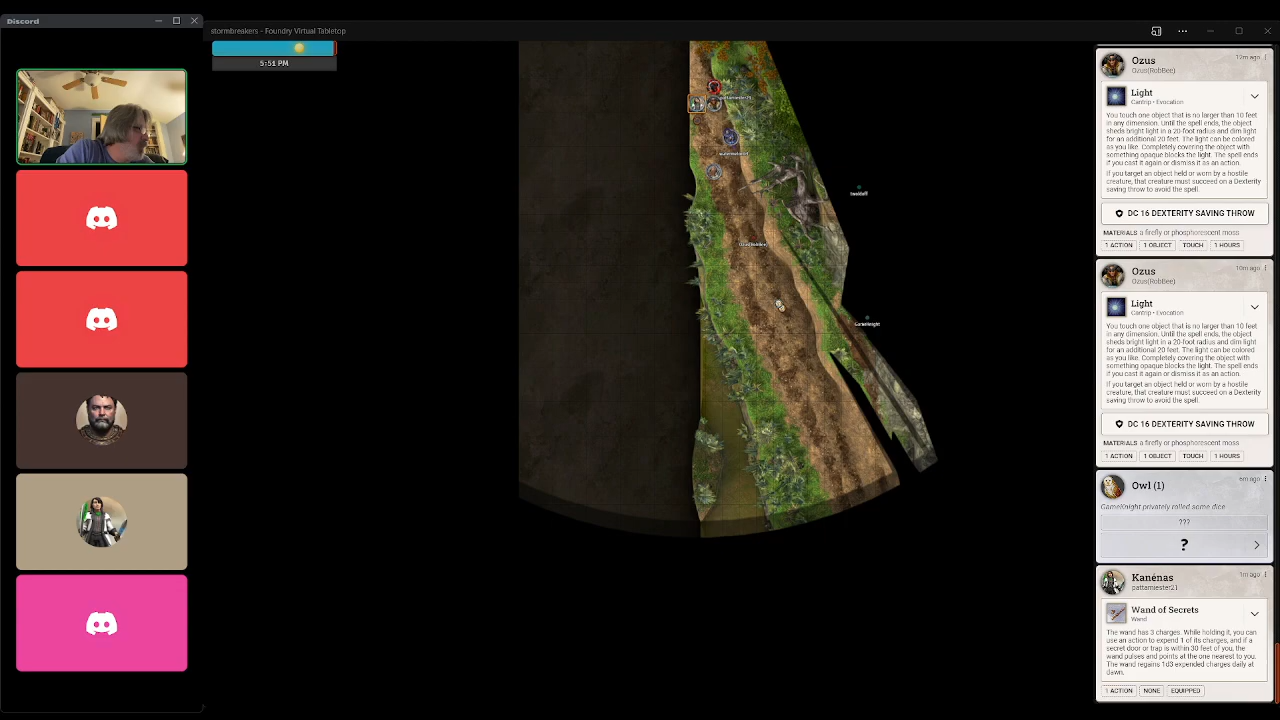 Discord
stormbreakers - Foundry Virtual Tabletop
5:51 PM
pattamiester21
Ozus(RobBee)
GameKnight
Ozus
Ozus(RobBee)
12m ago
Light
Cantrip • Evocation
You touch one object that is no larger than 10 feet
in any dimension. Until the spell ends, the object
sheds bright light in a 20-foot radius and dim light
for an additional 20 feet. The light can be colored
as you like. Completely covering the object with
something opaque blocks the light. The spell ends
if you cast it again or dismiss it as an action.
If you target an object held or worn by a hostile
creature, that creature must succeed on a Dexterity
saving throw to avoid the spell.
DC 16 DEXTERITY SAVING THROW
MATERIALS a firefly or phosphorescent moss
1 ACTION 1 OBJECT TOUCH 1 HOURS
Ozus
Ozus(RobBee)
10m ago
Light
Cantrip • Evocation
You touch one object that is no larger than 10 feet
in any dimension. Until the spell ends, the object
sheds bright light in a 20-foot radius and dim light
for an additional 20 feet. The light can be colored
as you like. Completely covering the object with
something opaque blocks the light. The spell ends
if you cast it again or dismiss it as an action.
If you target an object held or worn by a hostile
creature, that creature must succeed on a Dexterity
saving throw to avoid the spell.
DC 16 DEXTERITY SAVING THROW
MATERIALS a firefly or phosphorescent moss
1 ACTION 1 OBJECT TOUCH 1 HOURS
Owl (1)
6m ago
GameKnight privately rolled some dice
???
?
Kanénas
pattamiester21
1m ago
Wand of Secrets
Wand
The wand has 3 charges. While holding it, you can
use an action to expend 1 of its charges, and if a
secret door or trap is within 30 feet of you, the
wand pulses and points at the one nearest to you.
The wand regains 1d3 expended charges daily at
dawn.
1 ACTION NONE EQUIPPED